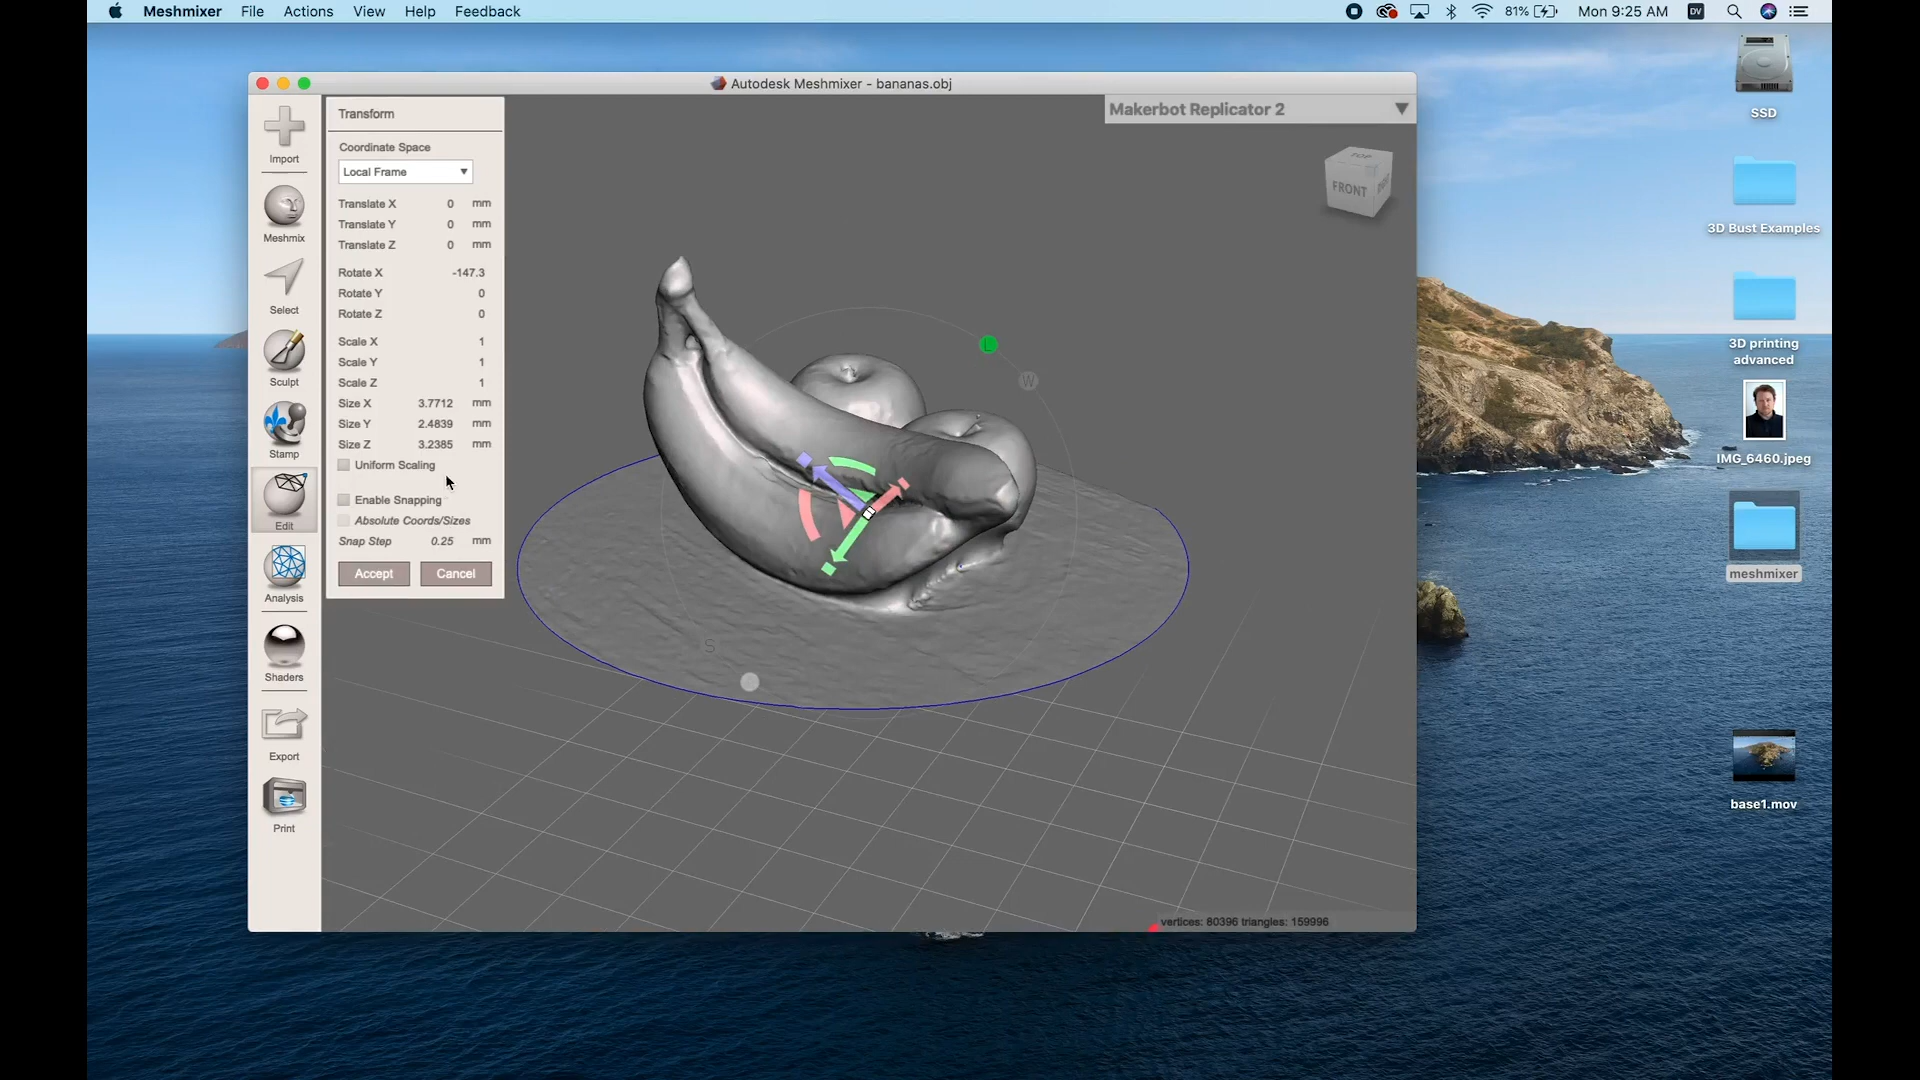 Meshmixer File Actions View Help Feedback
81% Mon 9:25 AM DV
Autodesk Meshmixer - bananas.obj
Import
Meshmix
Select
Sculpt
Stamp
Edit
Analysis
Shaders
Export
Print
Transform
Coordinate Space
Local Frame
Translate X 0 mm
Translate Y 0 mm
Translate Z 0 mm
Rotate X -147.3
Rotate Y 0
Rotate Z 0
Scale X 1
Scale Y 1
Scale Z 1
Size X 3.7712 mm
Size Y 2.4839 mm
Size Z 3.2385 mm
Uniform Scaling
Enable Snapping
Absolute Coords/Sizes
Snap Step 0.25 mm
Accept Cancel
Makerbot Replicator 2
TOP
FRONT
L
W
S
vertices: 80396 triangles: 159996
SSD
3D Bust Examples
3D printing
advanced
IMG_6460.jpeg
meshmixer
base1.mov